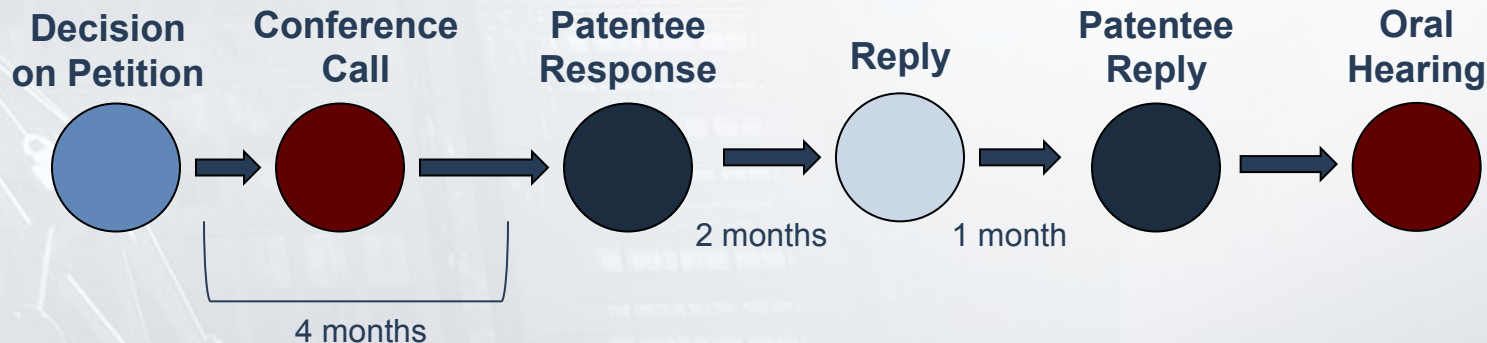 Decision
on Petition
Conference
Call
Patentee
Response
Reply
Patentee
Reply
Oral
Hearing
2 months
1 month
4 months